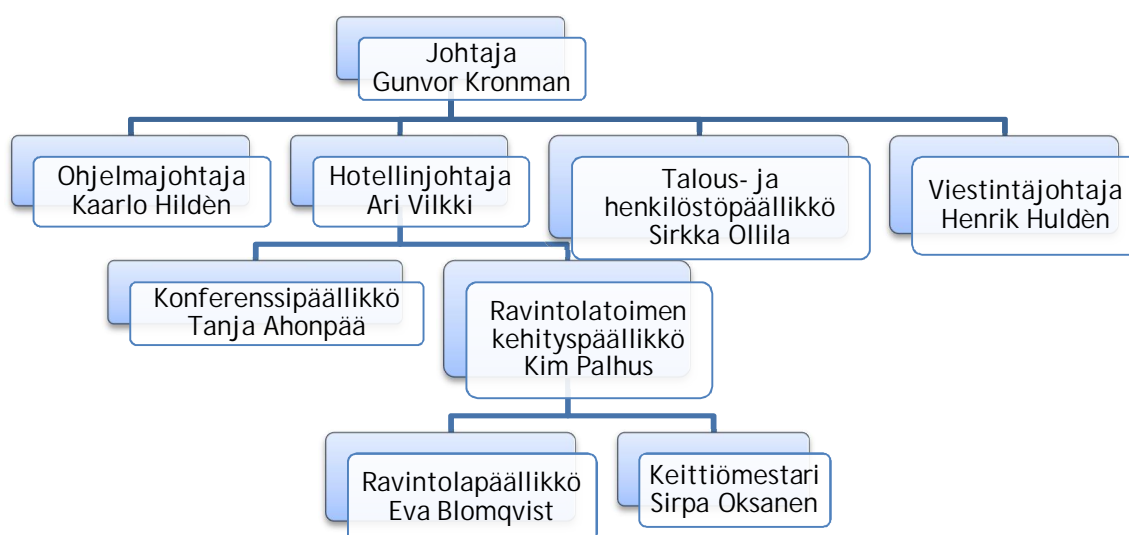 Johtaja
Gunvor Kronman
Ohjelmajohtaja
Kaarlo Hildèn
Hotellinjohtaja
Ari Vilkki
Talous- ja
henkilöstöpäällikkö
Sirkka Ollila
Viestintäjohtaja
Henrik Huldèn
Konferenssipäällikkö
Tanja Ahonpää
Ravintolatoimen
kehityspäällikkö
Kim Palhus
Ravintolapäällikkö
Eva Blomqvist
Keittiömestari
Sirpa Oksanen